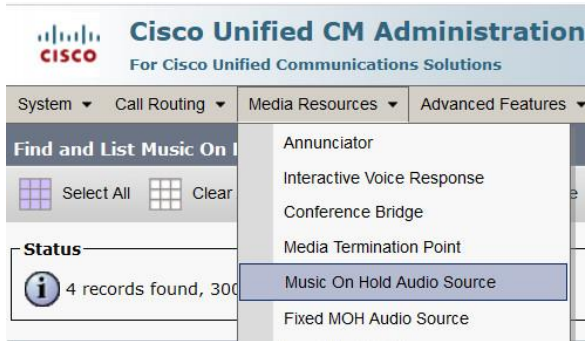 Cisco Unified CM Administration
CISCO
For Cisco Unified Communications Solutions
System Call Routing Media Resources Advanced Features
Find and List Music On
Annunciator
Interactive Voice Response
Select All Clear
Conference Bridge
Status
Media Termination Point
4 records found, 300
Music On Hold Audio Source
Fixed MOH Audio Source